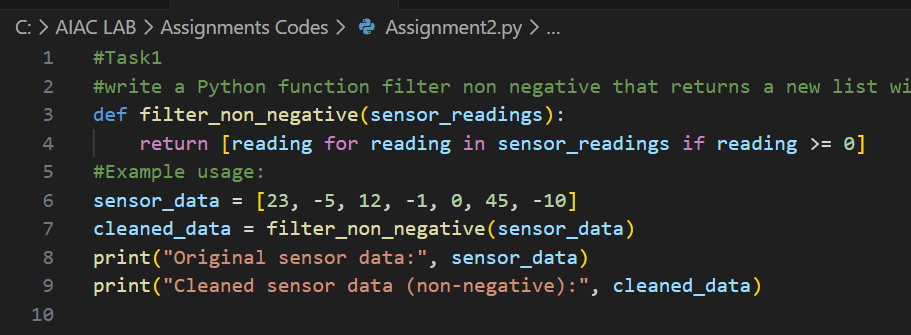 C: > AIAC LAB > Assignments Codes > Assignment2.py > ...
1 #Task1
2 #write a Python function filter non negative that returns a new list wi
3 def filter_non_negative(sensor_readings):
4     return [reading for reading in sensor_readings if reading >= 0]
5 #Example usage:
6 sensor_data = [23, -5, 12, -1, 0, 45, -10]
7 cleaned_data = filter_non_negative(sensor_data)
8 print("Original sensor data:", sensor_data)
9 print("Cleaned sensor data (non-negative):", cleaned_data)
10